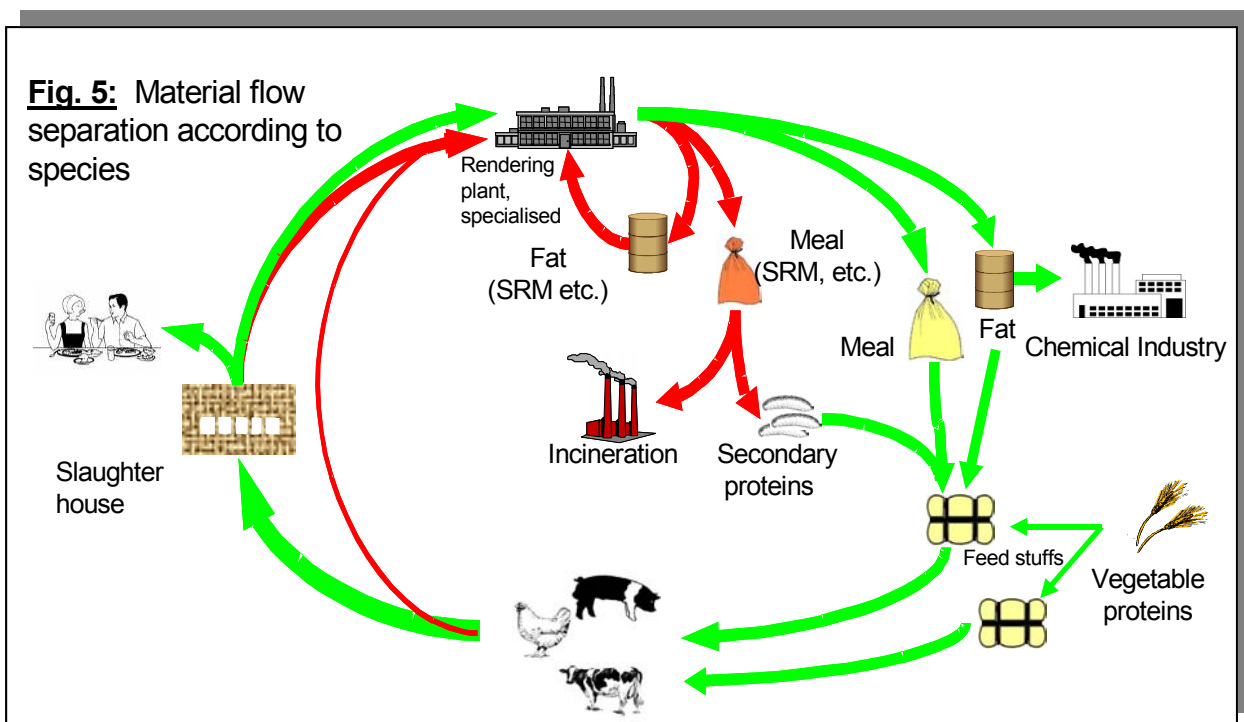 Fig. 5: Material flow
separation according to
species
Rendering
plant,
specialised
Fat
(SRM etc.)
Meal
(SRM, etc.)
Meal
Fat
Chemical Industry
Incineration
Secondary
proteins
Slaughter
house
Feed stuffs
Vegetable
proteins